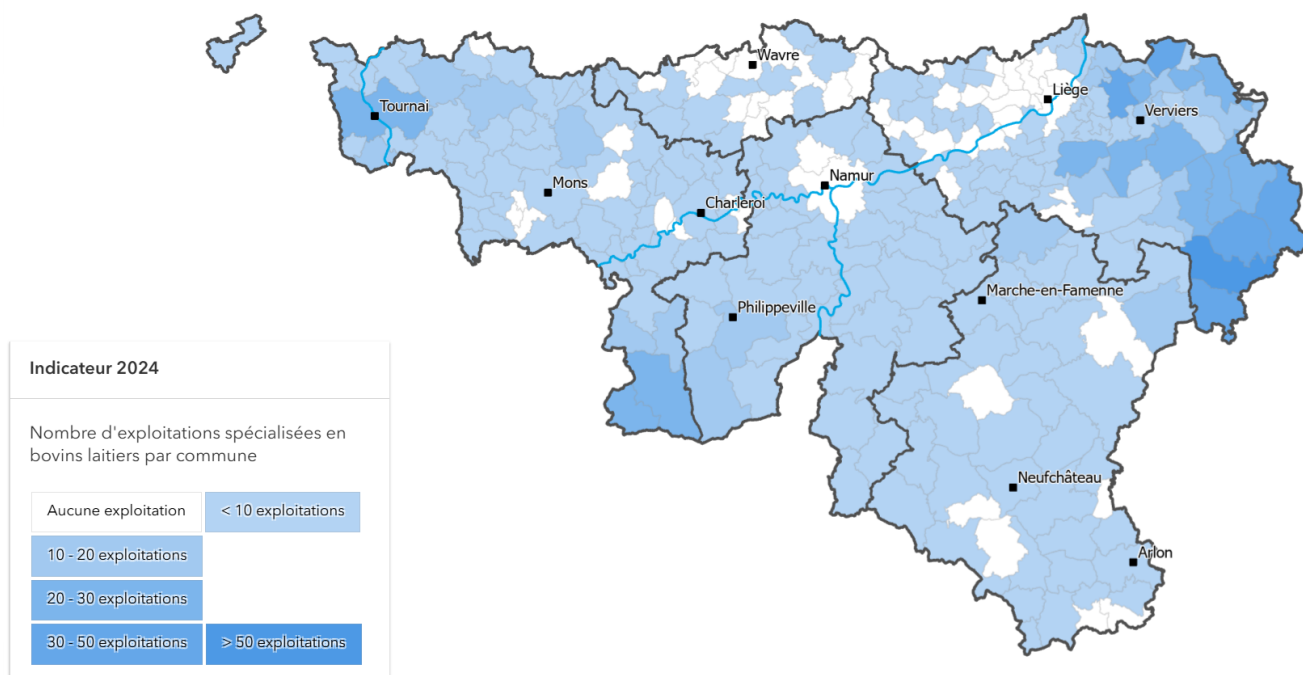 Wavre
Liège
Tournai
Verviers
Mons
Namur
Charleroi
Marche-en-Famenne
Philippeville
Indicateur 2024
Nombre d'exploitations spécialisées en
bovins laitiers par commune
Neufchâteau
Aucune exploitation
< 10 exploitations
10 - 20 exploitations
Arlon
20 - 30 exploitations
30 - 50 exploitations
> 50 exploitations